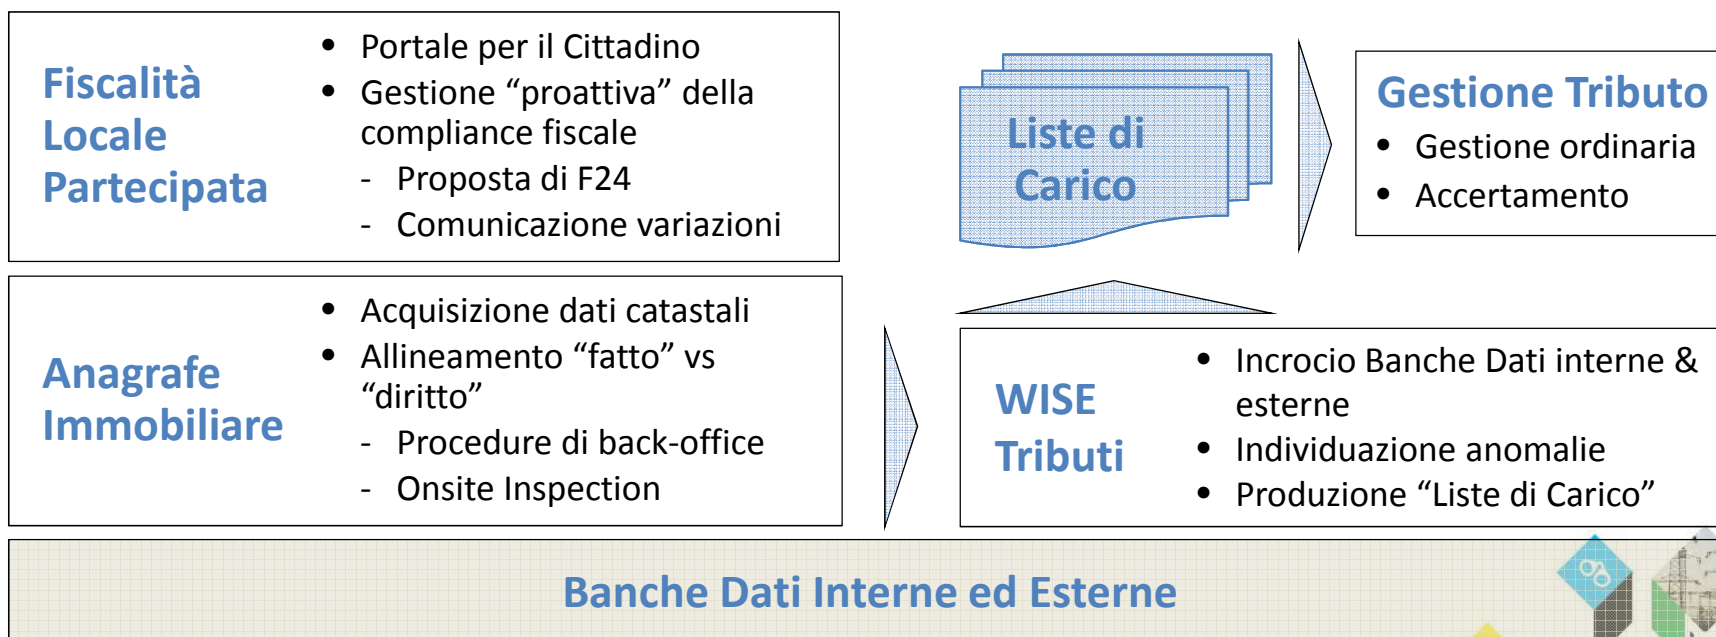 Fiscalità
Locale
Partecipata
• Portale per il Cittadino
• Gestione “proattiva” della
compliance fiscale
- Proposta di F24
- Comunicazione variazioni
Liste di
Carico
Gestione Tributo
• Gestione ordinaria
• Accertamento
Anagrafe
Immobiliare
• Acquisizione dati catastali
• Allineamento “fatto” vs
“diritto”
- Procedure di back-office
- Onsite Inspection
WISE
Tributi
• Incrocio Banche Dati interne &
esterne
• Individuazione anomalie
• Produzione “Liste di Carico”
Banche Dati Interne ed Esterne